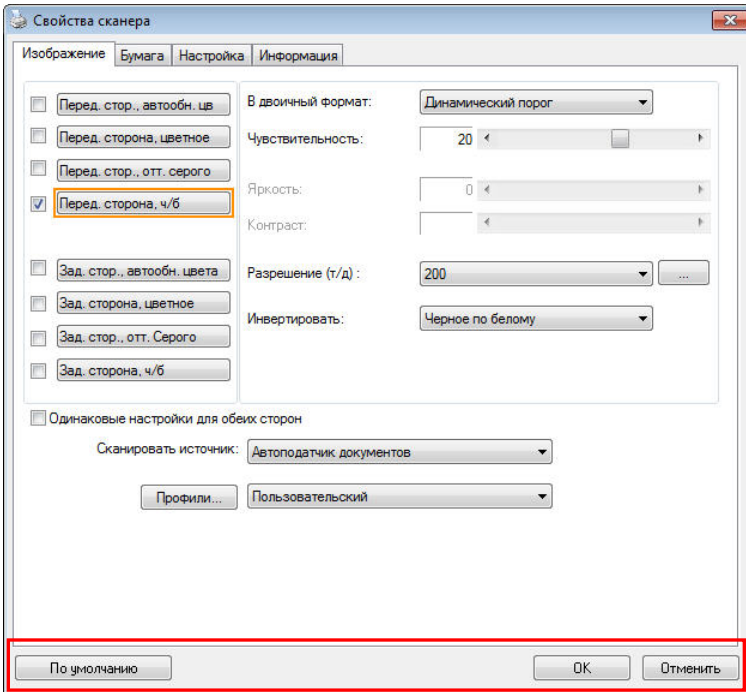 Свойства сканера
Изображение Бумага Настройка Информация
Перед. стор., автообн. цв
Перед. сторона, цветное
Перед. стор., отт. серого
Перед. сторона, ч/б
Зад. стор., автообн. цвета
Зад. сторона, цветное
Зад. стор., отт. Серого
Зад. сторона, ч/б
В двоичный формат: Динамический порог
Чувствительность: 20
Яркость: 0
Контраст:
Разрешение (т/д) : 200 ...
Инвертировать: Черное по белому
Одинаковые настройки для обеих сторон
Сканировать источник: Автоподатчик документов
Профили... Пользовательский
По умолчанию OK Отменить